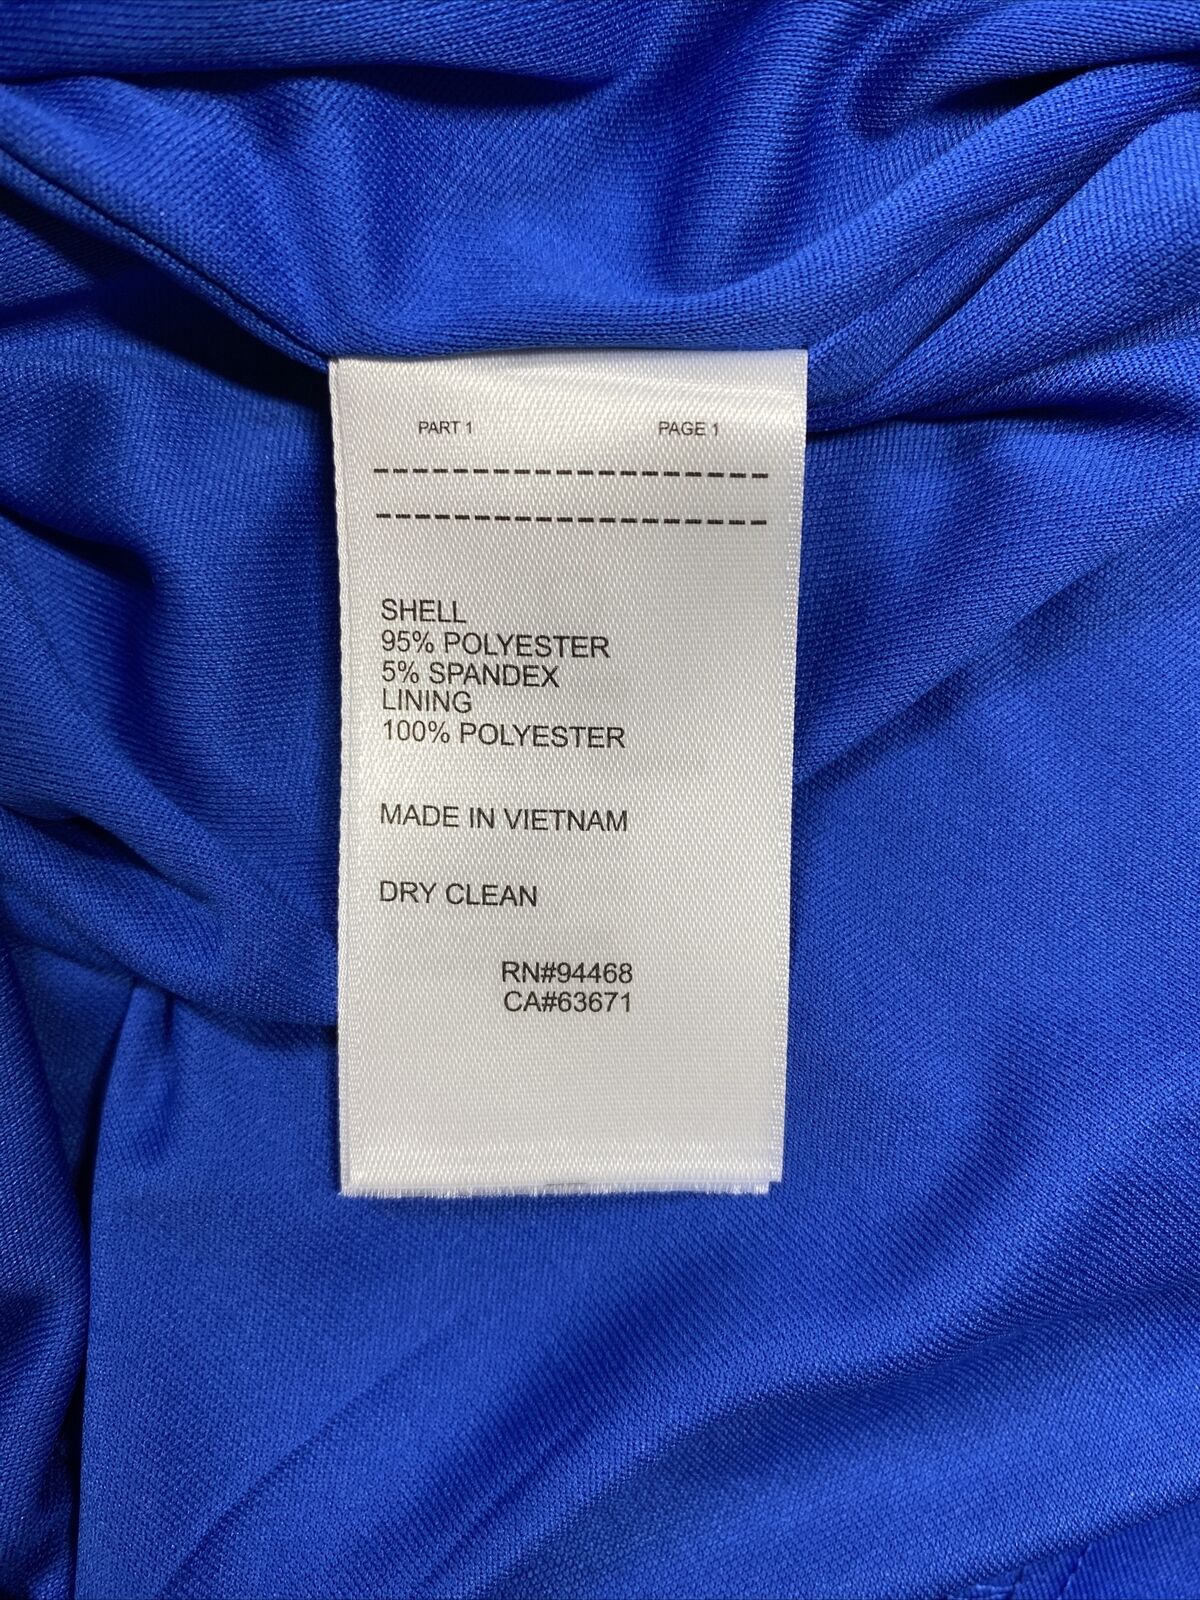 PART 1 PAGE 1
SHELL
95% POLYESTER
5% SPANDEX
LINING
100% POLYESTER
MADE IN VIETNAM
DRY CLEAN
RN#94468
CA#63671